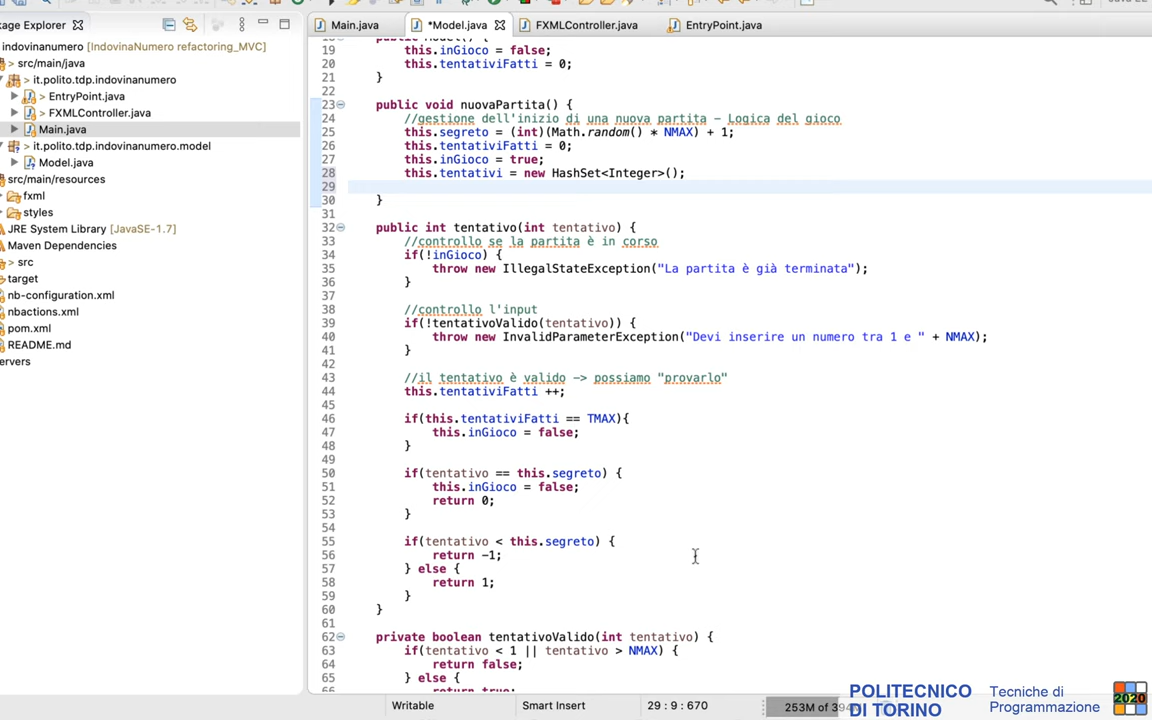 ckage Explorer
Main.java
*Model.java
FXMLController.java
EntryPoint.java
indovinanumero [IndovinaNumero refactoring_MVC]
> src/main/java
> it.polito.tdp.indovinanumero
> EntryPoint.java
> FXMLController.java
Main.java
> it.polito.tdp.indovinanumero.model
Model.java
src/main/resources
fxml
styles
JRE System Library [JavaSE-1.7]
Maven Dependencies
> src
target
nb-configuration.xml
nbactions.xml
pom.xml
README.md
ervers
19 this.inGioco = false;
20 this.tentativiFatti = 0;
21 }
22
23 public void nuovaPartita() {
24 //gestione dell'inizio di una nuova partita - Logica del gioco
25 this.segreto = (int)(Math.random() * NMAX) + 1;
26 this.tentativiFatti = 0;
27 this.inGioco = true;
28 this.tentativi = new HashSet<Integer>();
29
30 }
31
32 public int tentativo(int tentativo) {
33 //controllo se la partita è in corso
34 if(!inGioco) {
35 throw new IllegalStateException("La partita è già terminata");
36 }
37
38 //controllo l'input
39 if(!tentativoValido(tentativo)) {
40 throw new InvalidParameterException("Devi inserire un numero tra 1 e " + NMAX);
41 }
42
43 //il tentativo è valido -> possiamo "provarlo"
44 this.tentativiFatti ++;
45
46 if(this.tentativiFatti == TMAX){
47 this.inGioco = false;
48 }
49
50 if(tentativo == this.segreto) {
51 this.inGioco = false;
52 return 0;
53 }
54
55 if(tentativo < this.segreto) {
56 return -1;
57 } else {
58 return 1;
59 }
60 }
61
62 private boolean tentativoValido(int tentativo) {
63 if(tentativo < 1 || tentativo > NMAX) {
64 return false;
65 } else {
Writable
Smart Insert
29 : 9 : 670
253M of
POLITECNICO
DI TORINO
Tecniche di
Programmazione
2020